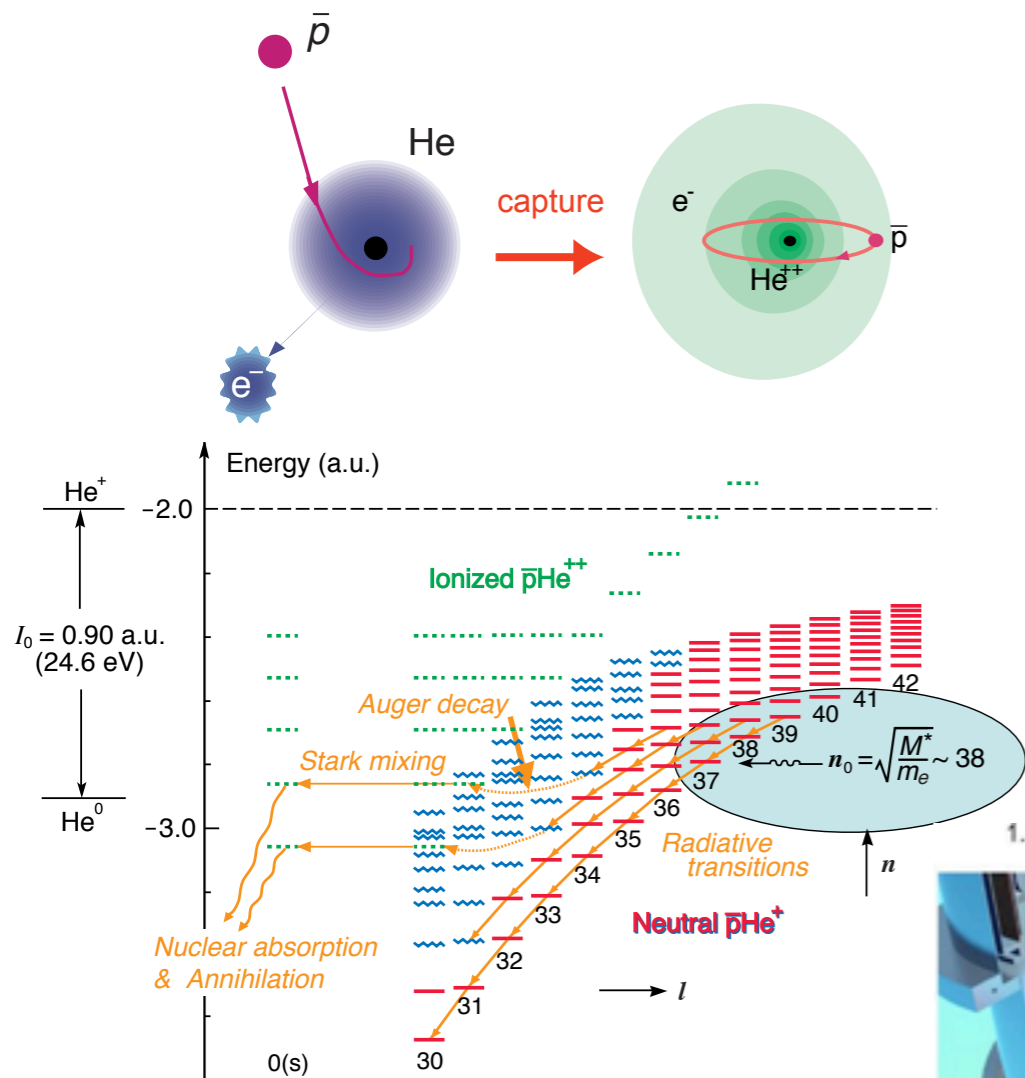 p̄
He
capture
e⁻
p̄
He⁺⁺
e⁻
Energy (a.u.)
He⁺
−2.0
Ionized p̄He⁺⁺
I₀ = 0.90 a.u.
(24.6 eV)
42
41
Auger decay
40
39
38
n₀ = √(M*/mₑ) ~ 38
Stark mixing
37
He⁰
36
−3.0
35
1.
Radiative
transitions
34
n
33
Neutral p̄He⁺
Nuclear absorption
& Annihilation
32
l
31
30
0(s)